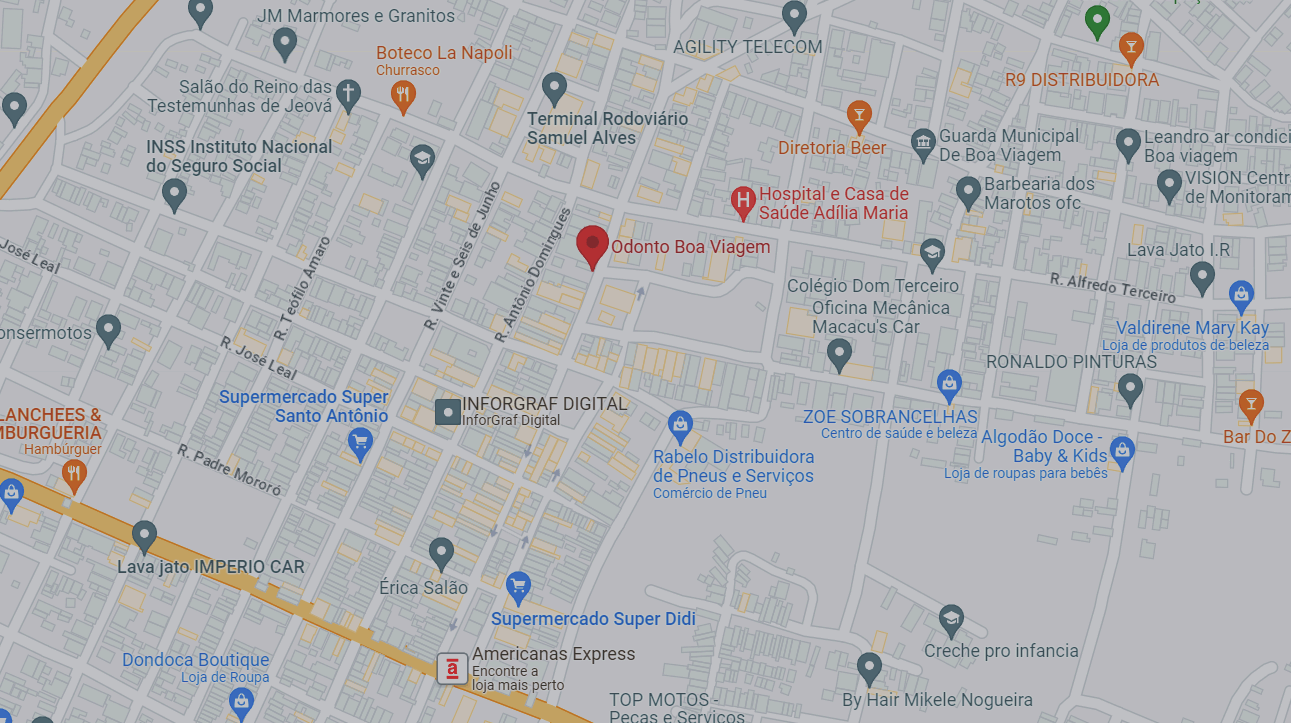 JM Marmores e Granitos
Boteco La Napoli
Churrasco
AGILITY TELECOM
R9 DISTRIBUIDORA
Salão do Reino das
Testemunhas de Jeová
Terminal Rodoviário
Samuel Alves
INSS Instituto Nacional
do Seguro Social
Diretoria Beer
Guarda Municipal
De Boa Viagem
Leandro ar condici
Boa viagem
Barbearia dos
Marotos ofc
VISION Centr
de Monitoram
Hospital e Casa de
Saúde Adília Maria
Odonto Boa Viagem
José Leal
R. Teófilo Amaro
R. Vinte e Seis de Junho
R. Antônio Domingues
Lava Jato I.R
Colégio Dom Terceiro
R. Alfredo Terceiro
Oficina Mecânica
Macacu's Car
onsermotos
R. José Leal
Valdirene Mary Kay
Loja de produtos de beleza
RONALDO PINTURAS
Supermercado Super
Santo Antônio
INFORGRAF DIGITAL
InforGraf Digital
LANCHEES &
MBURGUERIA
Hambúrguer
ZOE SOBRANCELHAS
Centro de saúde e beleza
Algodão Doce -
Baby & Kids
Loja de roupas para bebês
Bar Do Z
R. Padre Mororó
Rabelo Distribuidora
de Pneus e Serviços
Comércio de Pneu
Lava jato IMPERIO CAR
Érica Salão
Supermercado Super Didi
Americanas Express
Encontre a
loja mais perto
Dondoca Boutique
Loja de Roupa
Creche pro infancia
By Hair Mikele Nogueira
TOP MOTOS -
Peças e Serviços